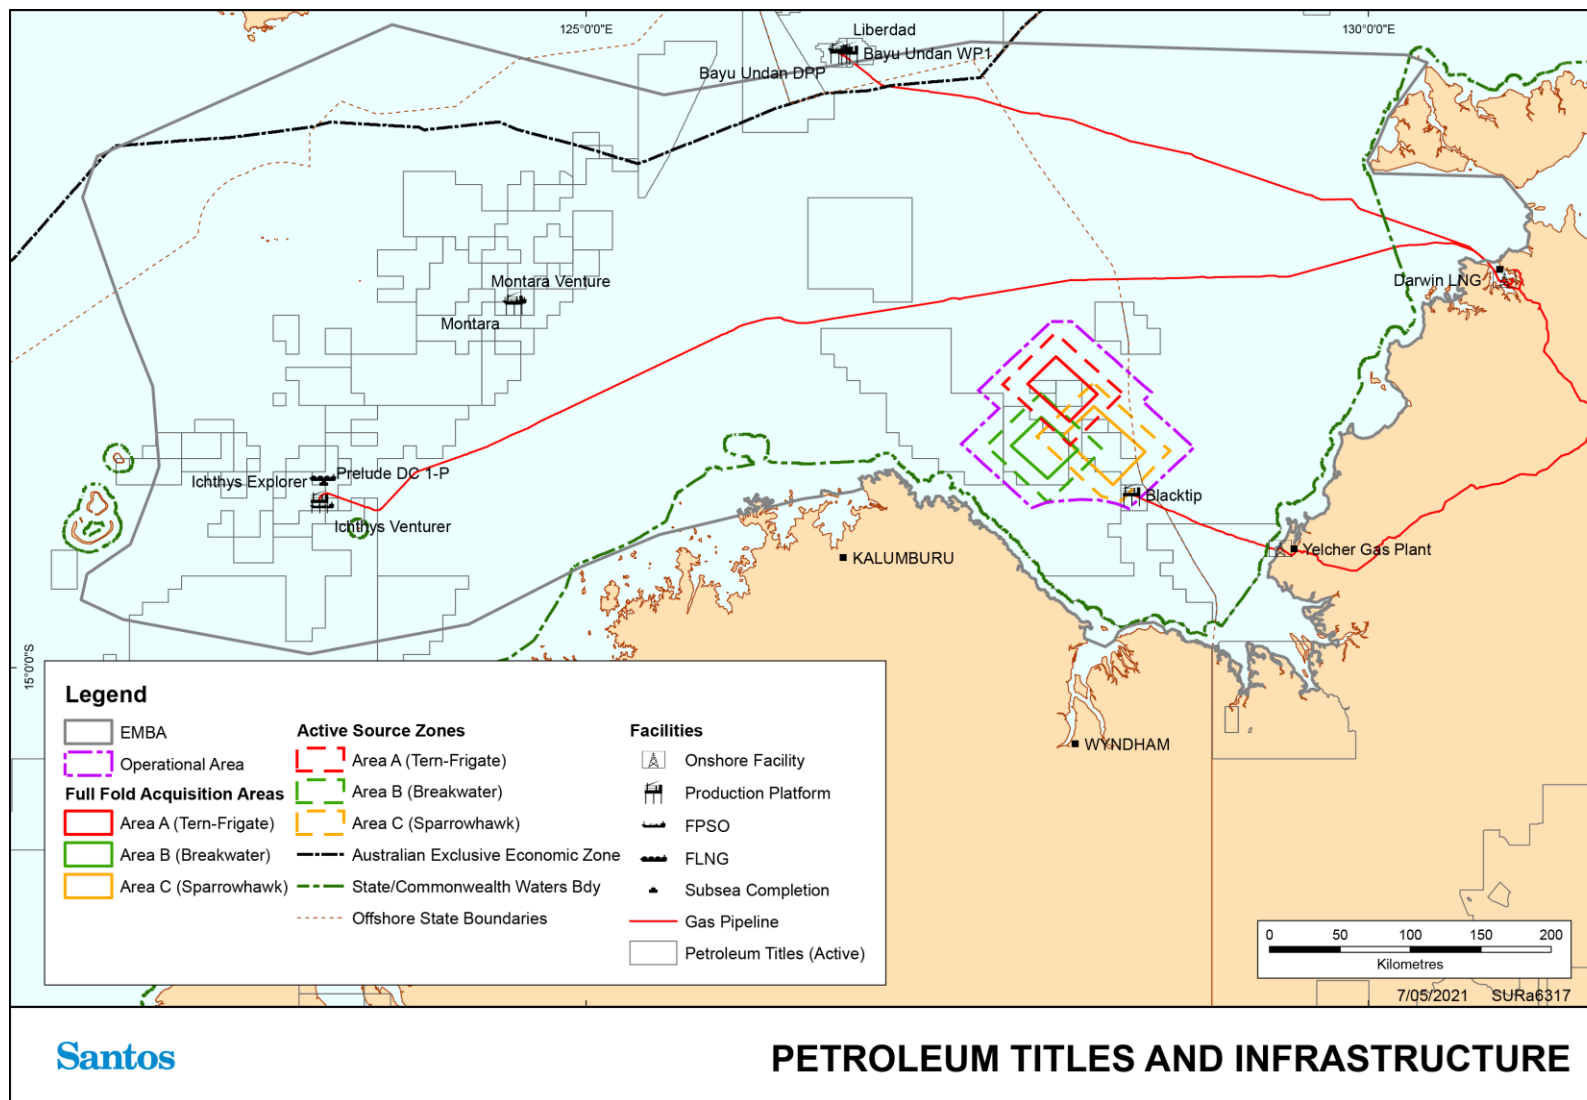 125°0'0"E
130°0'0"E
Liberdad
Bayu Undan WP1
Bayu Undan DPP
Montara Venture
Montara
Darwin LNG
Prelude DC 1-P
Ichthys Explorer
Ichthys Venturer
Blacktip
Yelcher Gas Plant
KALUMBURU
WYNDHAM
15°0'0"S
Legend
EMBA
Operational Area
Full Fold Acquisition Areas
Area A (Tern-Frigate)
Area B (Breakwater)
Area C (Sparrowhawk)
Active Source Zones
Area A (Tern-Frigate)
Area B (Breakwater)
Area C (Sparrowhawk)
Australian Exclusive Economic Zone
State/Commonwealth Waters Bdy
Offshore State Boundaries
Facilities
Onshore Facility
Production Platform
FPSO
FLNG
Subsea Completion
Gas Pipeline
Petroleum Titles (Active)
0 50 100 150 200
Kilometres
7/05/2021 SURa6317
Santos
PETROLEUM TITLES AND INFRASTRUCTURE